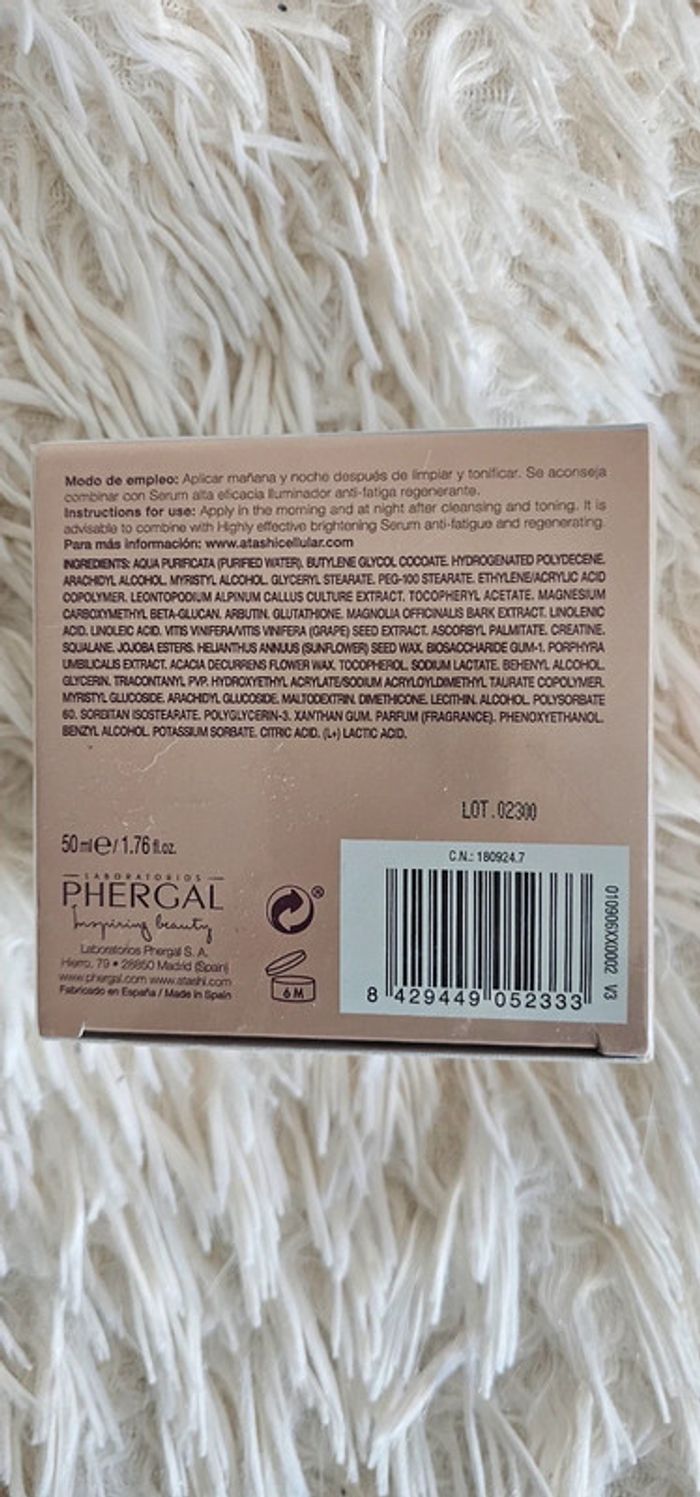 Modo de empleo: Aplicar mañana y noche después de limpiar y tonificar. Se aconseja
combinar con Serum alta eficacia Iluminador anti-fatiga regenerante.
Instructions for use: Apply in the morning and at night after cleansing and toning. It is
advisable to combine with Highly effective brightening Serum anti-fatigue and regenerating.
Para más información: www.atashicellular.com
INGREDIENTS: AQUA PURIFICATA (PURIFIED WATER). BUTYLENE GLYCOL COCOATE. HYDROGENATED POLYDECENE.
ARACHIDYL ALCOHOL. MYRISTYL ALCOHOL. GLYCERYL STEARATE. PEG-100 STEARATE. ETHYLENE/ACRYLIC ACID
COPOLYMER. LEONTOPODIUM ALPINUM CALLUS CULTURE EXTRACT. TOCOPHERYL ACETATE. MAGNESIUM
CARBOXYMETHYL BETA-GLUCAN. ARBUTIN. GLUTATHIONE. MAGNOLIA OFFICINALIS BARK EXTRACT. LINOLENIC
ACID. LINOLEIC ACID. VITIS VINIFERA/VITIS VINIFERA (GRAPE) SEED EXTRACT. ASCORBYL PALMITATE. CREATINE.
SQUALANE. JOJOBA ESTERS. HELIANTHUS ANNUUS (SUNFLOWER) SEED WAX. BIOSACCHARIDE GUM-1. PORPHYRA
UMBILICALIS EXTRACT. ACACIA DECURRENS FLOWER WAX. TOCOPHEROL. SODIUM LACTATE. BEHENYL ALCOHOL.
GLYCERIN. TRIACONTANYL PVP. HYDROXYETHYL ACRYLATE/SODIUM ACRYLOYLDIMETHYL TAURATE COPOLYMER.
MYRISTYL GLUCOSIDE. ARACHIDYL GLUCOSIDE. MALTODEXTRIN. DIMETHICONE. LECITHIN. ALCOHOL. POLYSORBATE
60. SORBITAN ISOSTEARATE. POLYGLYCERIN-3. XANTHAN GUM. PARFUM (FRAGRANCE). PHENOXYETHANOL.
BENZYL ALCOHOL. POTASSIUM SORBATE. CITRIC ACID. (L+) LACTIC ACID.
LOT.02300
50 ml e / 1.76 fl.oz.
LABORATORIOS
PHERGAL
Inspiring beauty
Laboratorios Phergal S. A.
Hierro, 79 • 28850 Madrid (Spain)
www.phergal.com www.atashi.com
Fabricado en España / Made in Spain
®
6 M
C.N.: 180924.7
8 429449 052333
010906XX0002 V3